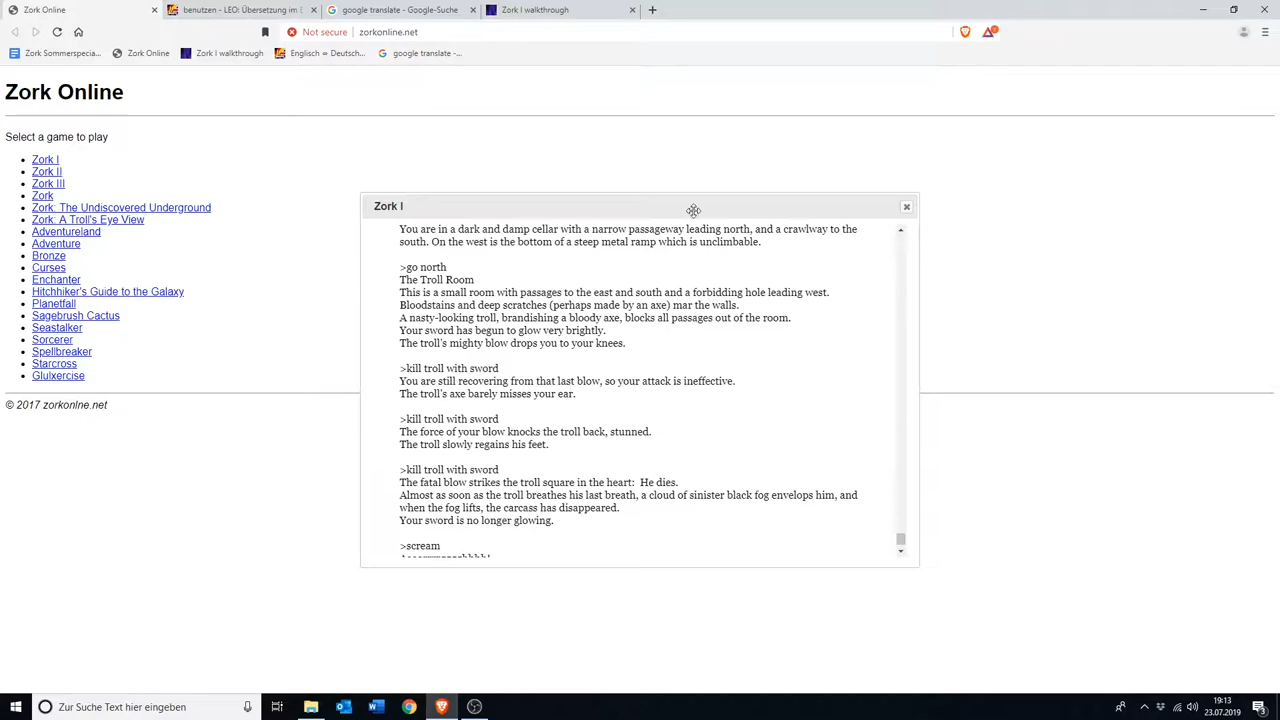 Zork Online
benutzen - LEO: Übersetzung im E
google translate - Google-Suche
Zork I walkthrough
Not secure
zorkonline.net
Zork Sommerspecia...
Zork Online
Zork I walkthrough
Englisch ⇔ Deutsch...
google translate -...
Zork Online
Select a game to play
Zork I
Zork II
Zork III
Zork
Zork: The Undiscovered Underground
Zork: A Troll's Eye View
Adventureland
Adventure
Bronze
Curses
Enchanter
Hitchhiker's Guide to the Galaxy
Planetfall
Sagebrush Cactus
Seastalker
Sorcerer
Spellbreaker
Starcross
Glulxercise
© 2017 zorkonlne.net
Zork I
You are in a dark and damp cellar with a narrow passageway leading north, and a crawlway to the
south. On the west is the bottom of a steep metal ramp which is unclimbable.
>go north
The Troll Room
This is a small room with passages to the east and south and a forbidding hole leading west.
Bloodstains and deep scratches (perhaps made by an axe) mar the walls.
A nasty-looking troll, brandishing a bloody axe, blocks all passages out of the room.
Your sword has begun to glow very brightly.
The troll's mighty blow drops you to your knees.
>kill troll with sword
You are still recovering from that last blow, so your attack is ineffective.
The troll's axe barely misses your ear.
>kill troll with sword
The force of your blow knocks the troll back, stunned.
The troll slowly regains his feet.
>kill troll with sword
The fatal blow strikes the troll square in the heart: He dies.
Almost as soon as the troll breathes his last breath, a cloud of sinister black fog envelops him, and
when the fog lifts, the carcass has disappeared.
Your sword is no longer glowing.
>scream
Zur Suche Text hier eingeben
19:13
23.07.2019